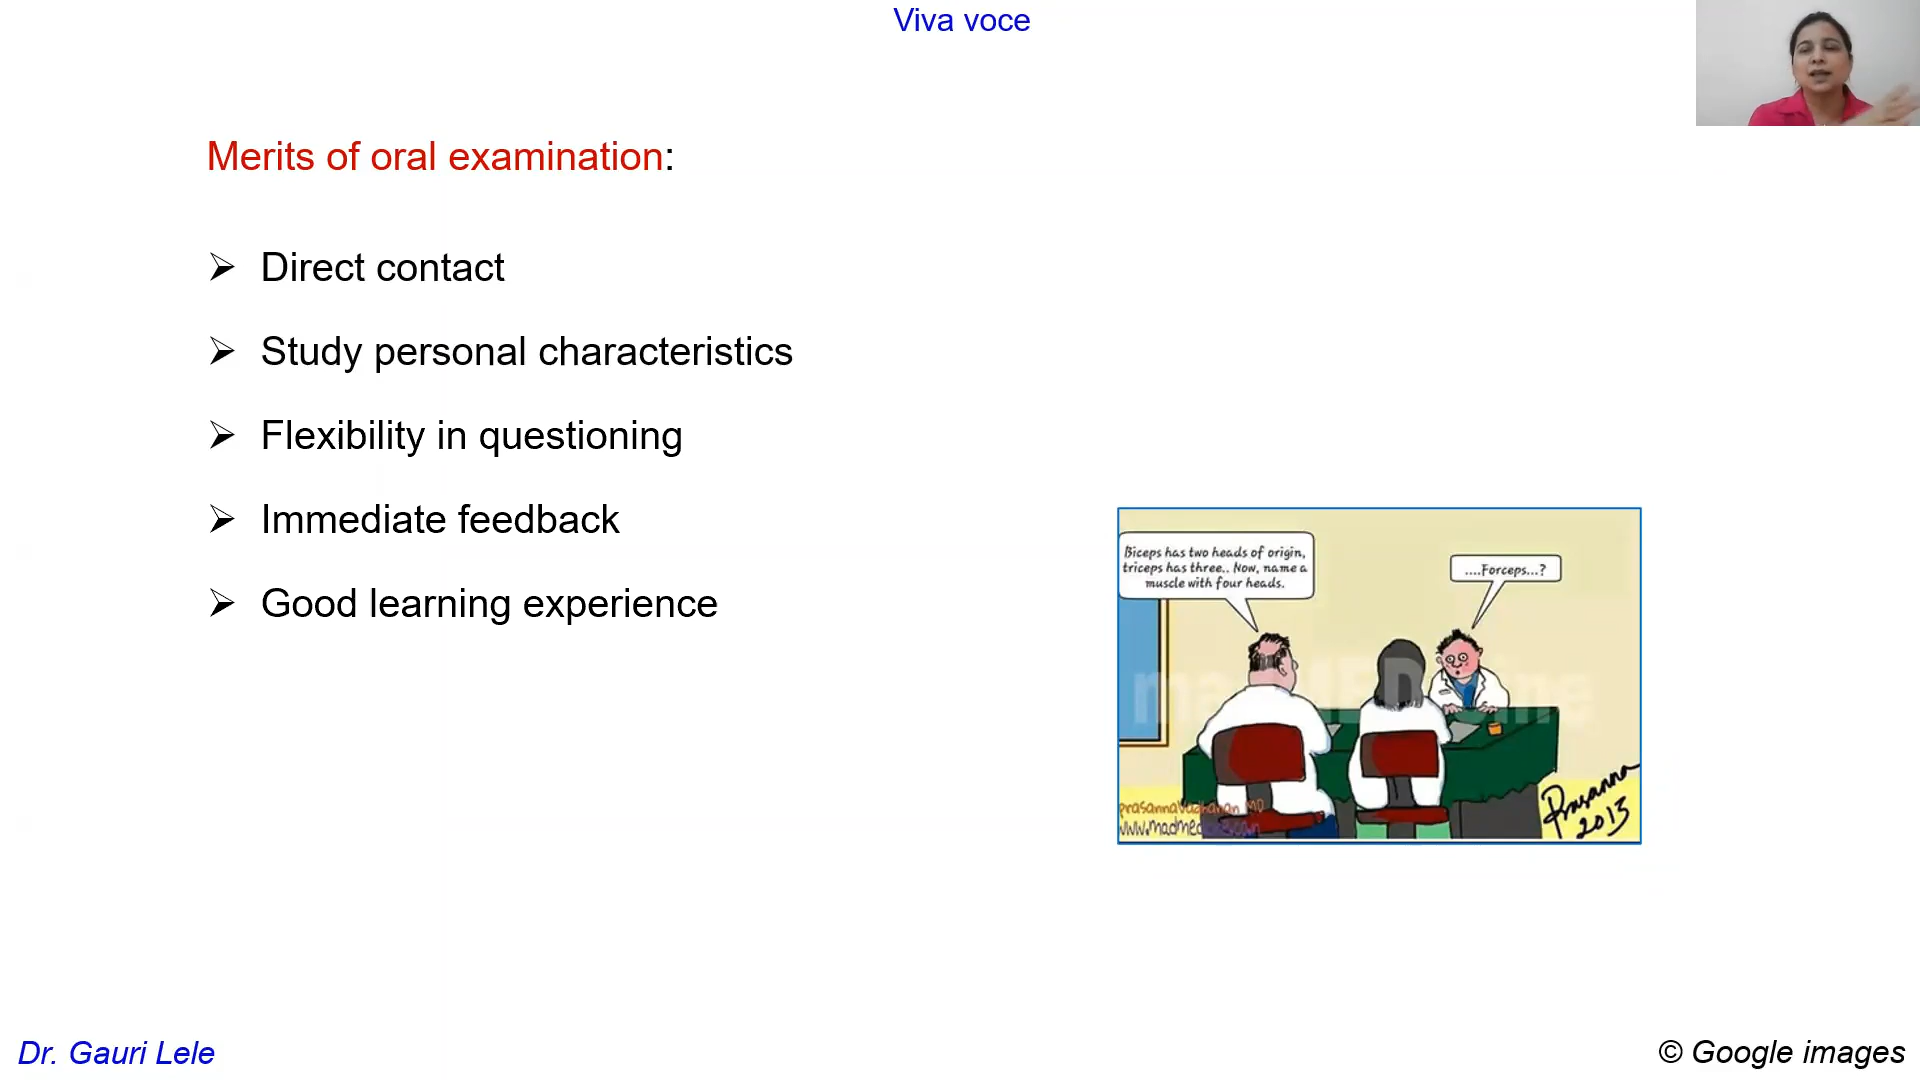 Viva voce
Merits of oral examination:
➢ Direct contact
➢ Study personal characteristics
➢ Flexibility in questioning
➢ Immediate feedback
➢ Good learning experience
Biceps has two heads of origin,
triceps has three.. Now, name a
muscle with four heads.
....Forceps...?
Prasanna
2013
Dr. Gauri Lele
© Google images